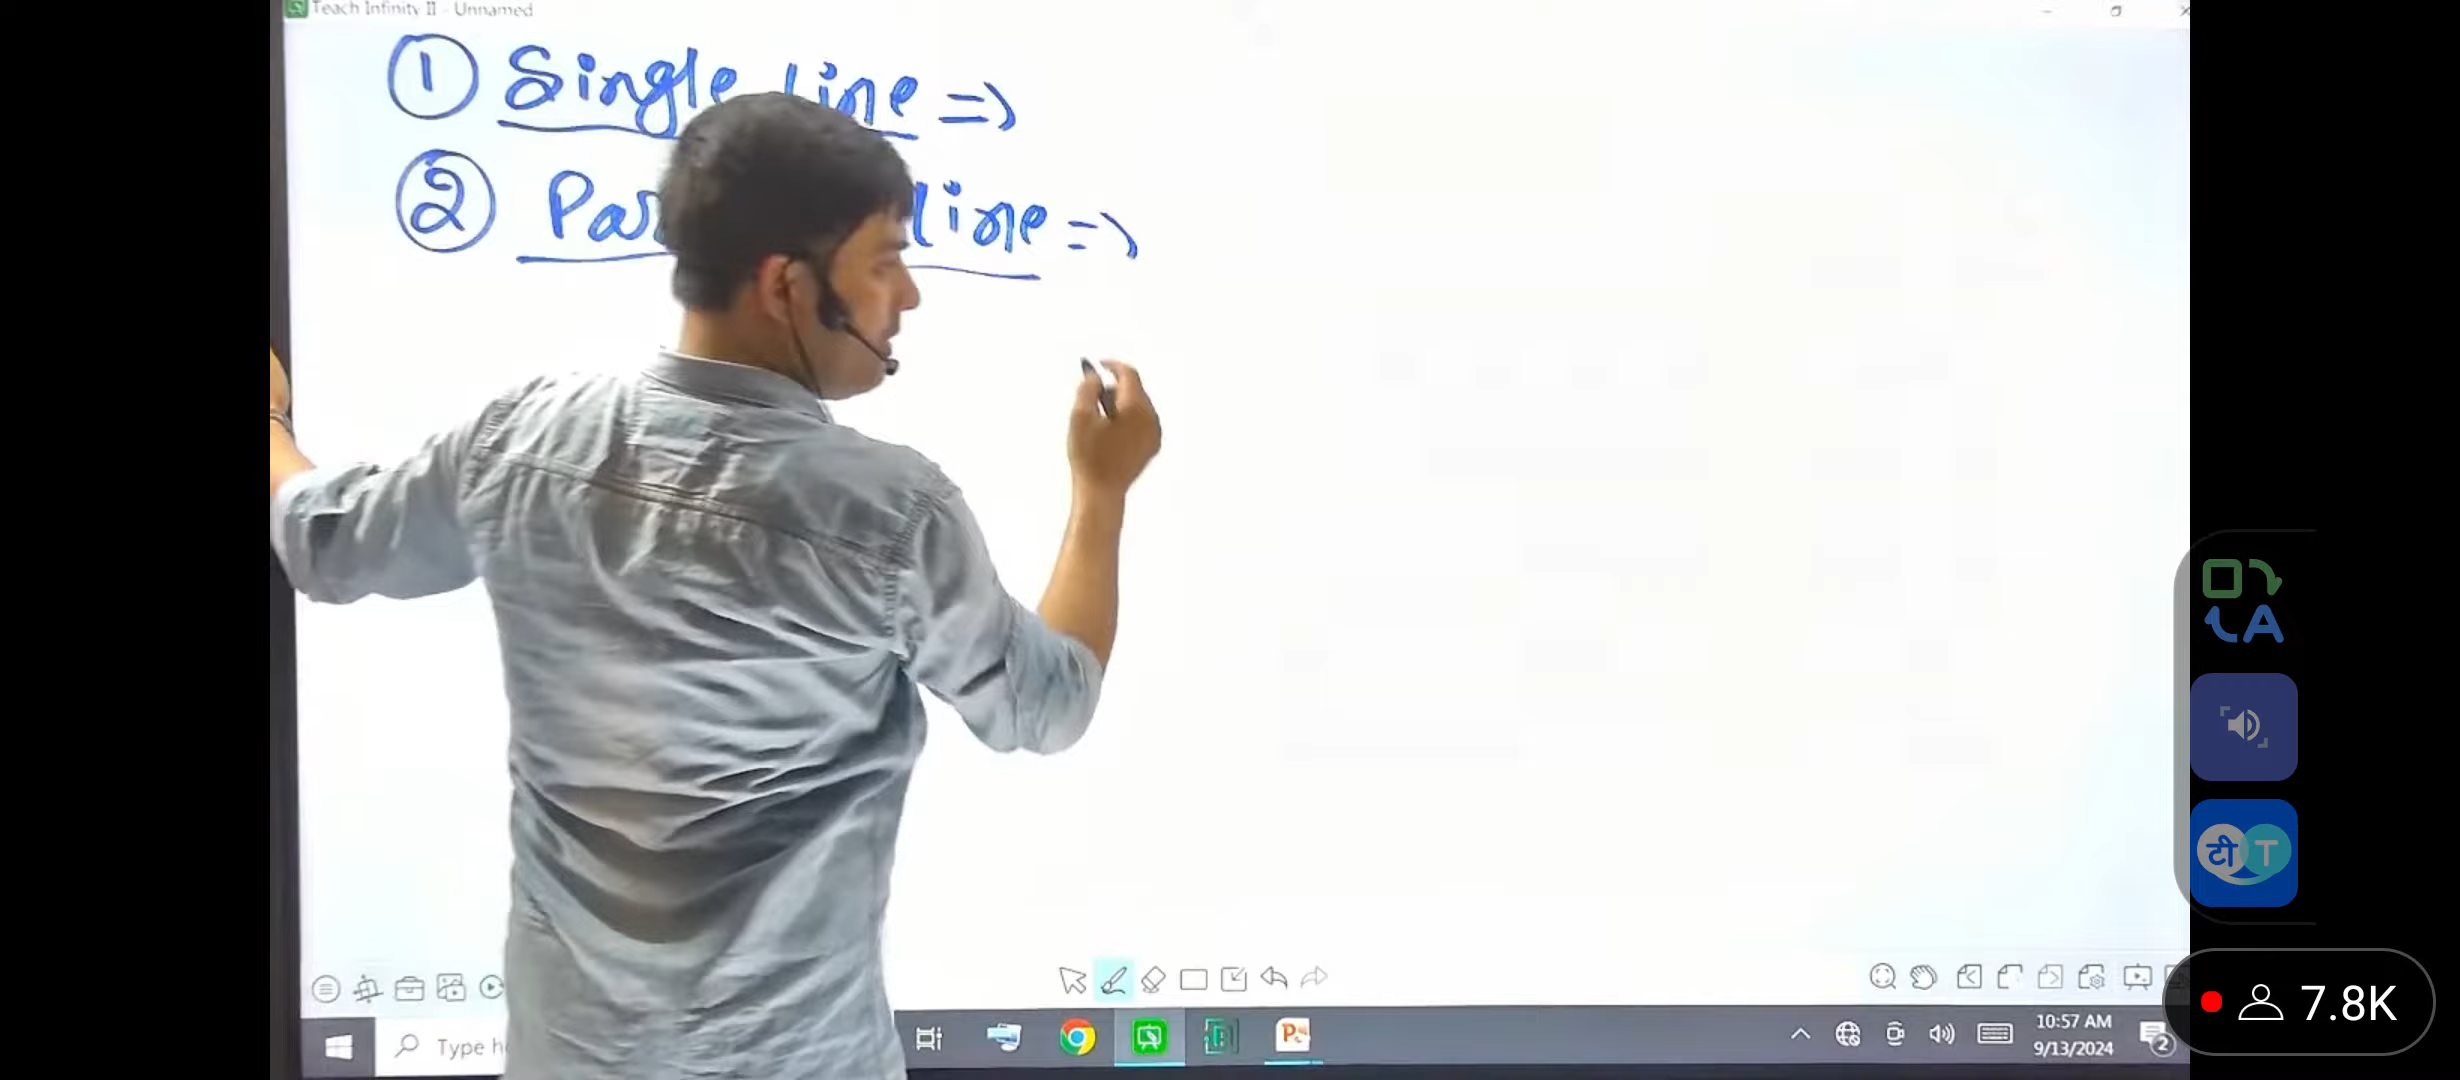 Teach Infinity II - Unnamed
① Single line =>
② Par line =>
टी T
Type h
10:57 AM
9/13/2024
2
7.8K